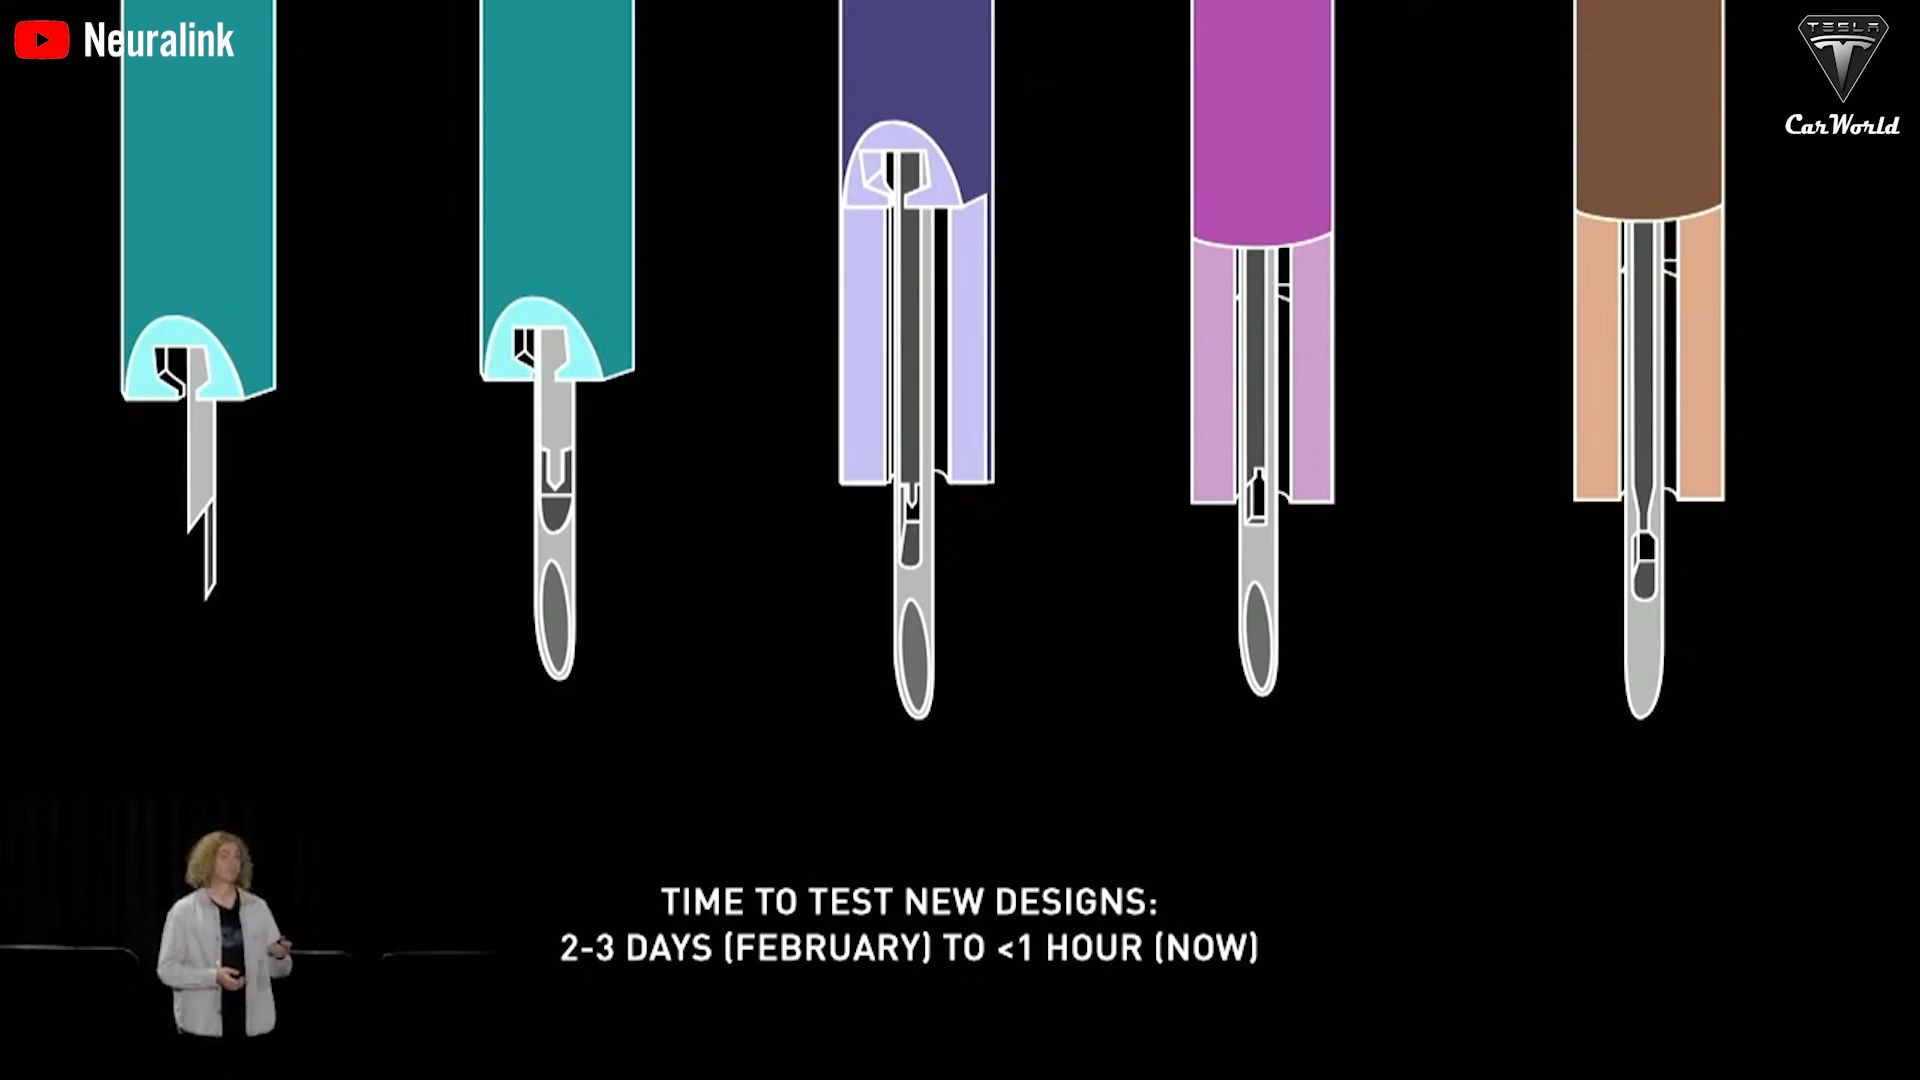 Neuralink
TESLA
CarWorld
TIME TO TEST NEW DESIGNS:
2-3 DAYS (FEBRUARY) TO <1 HOUR (NOW)